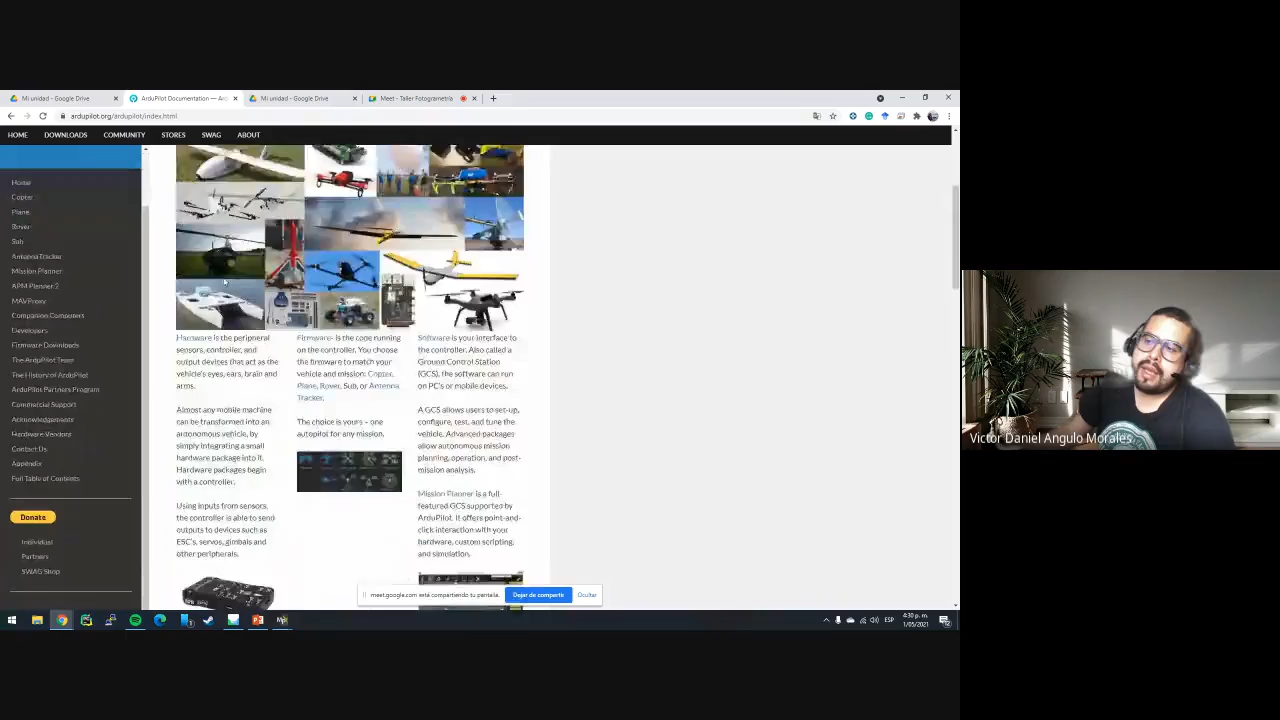 Mi unidad - Google Drive
ArduPilot Documentation — Ard
Mi unidad - Google Drive
Meet - Taller Fotogrametria
ardupilot.org/ardupilot/index.html
HOME DOWNLOADS COMMUNITY STORES SWAG ABOUT
Home
Copter
Plane
Rover
Sub
Antenna Tracker
Mission Planner
APM Planner 2
MAVProxy
Companion Computers
Developers
Firmware Downloads
The ArduPilot Team
The History of ArduPilot
ArduPilot Partners Program
Commercial Support
Acknowledgements
Hardware Vendors
Contact Us
Appendix
Full Table of Contents
Donate
Individual
Partners
SWAG Shop
Hardware is the peripheral
sensors, controller, and
output devices that act as the
vehicle's eyes, ears, brain and
arms.
Almost any mobile machine
can be transformed into an
autonomous vehicle, by
simply integrating a small
hardware package into it.
Hardware packages begin
with a controller.
Using inputs from sensors,
the controller is able to send
outputs to devices such as
ESC's, servos, gimbals and
other peripherals.
Firmware- is the code running
on the controller. You choose
the firmware to match your
vehicle and mission: Copter,
Plane, Rover, Sub, or Antenna
Tracker.
The choice is yours - one
autopilot for any mission.
Software is your interface to
the controller. Also called a
Ground Control Station
(GCS), the software can run
on PC's or mobile devices.
A GCS allows users to set-up,
configure, test, and tune the
vehicle. Advanced packages
allow autonomous mission
planning, operation, and post-
mission analysis.
Mission Planner is a full-
featured GCS supported by
ArduPilot. It offers point-and-
click interaction with your
hardware, custom scripting,
and simulation.
meet.google.com está compartiendo tu pantalla.
Dejar de compartir
Ocultar
ESP
4:30 p. m.
1/05/2021
Victor Daniel Angulo Morales